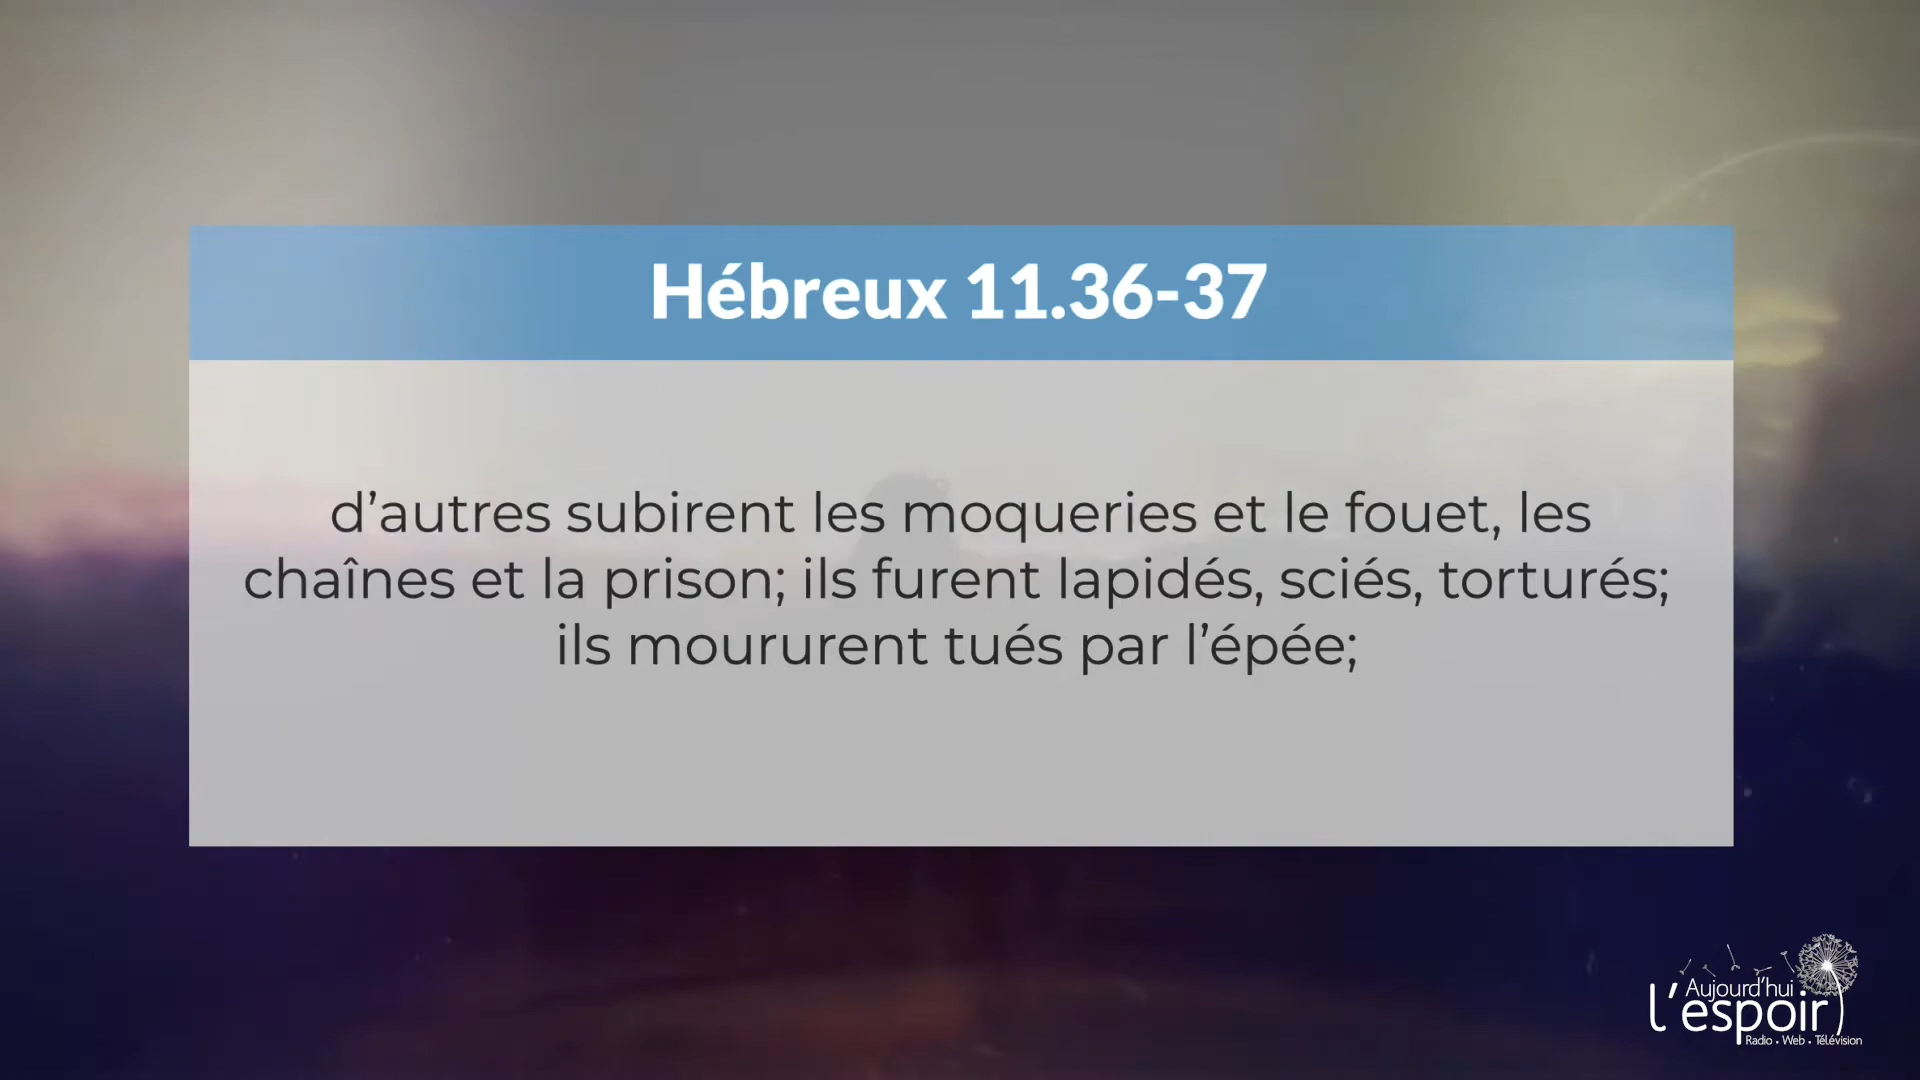 Hébreux 11.36-37
d’autres subirent les moqueries et le fouet, les
chaînes et la prison; ils furent lapidés, sciés, torturés;
ils moururent tués par l’épée;
Aujourd'hui
l'espoir
Radio • Web • Télévision